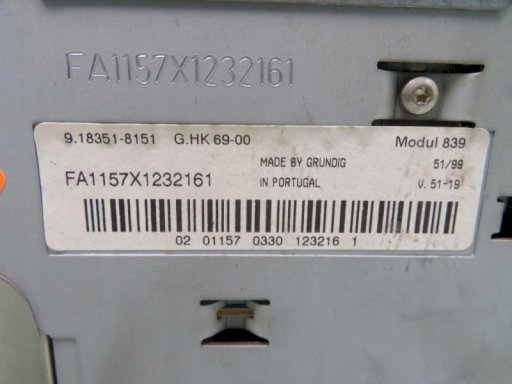 FA1157X1232161
9.18351-8151 G.HK 69-00 Modul 839
MADE BY GRUNDIG 51/99
FA1157X1232161 IN PORTUGAL V. 51-19
02 01157 0330 123216 1